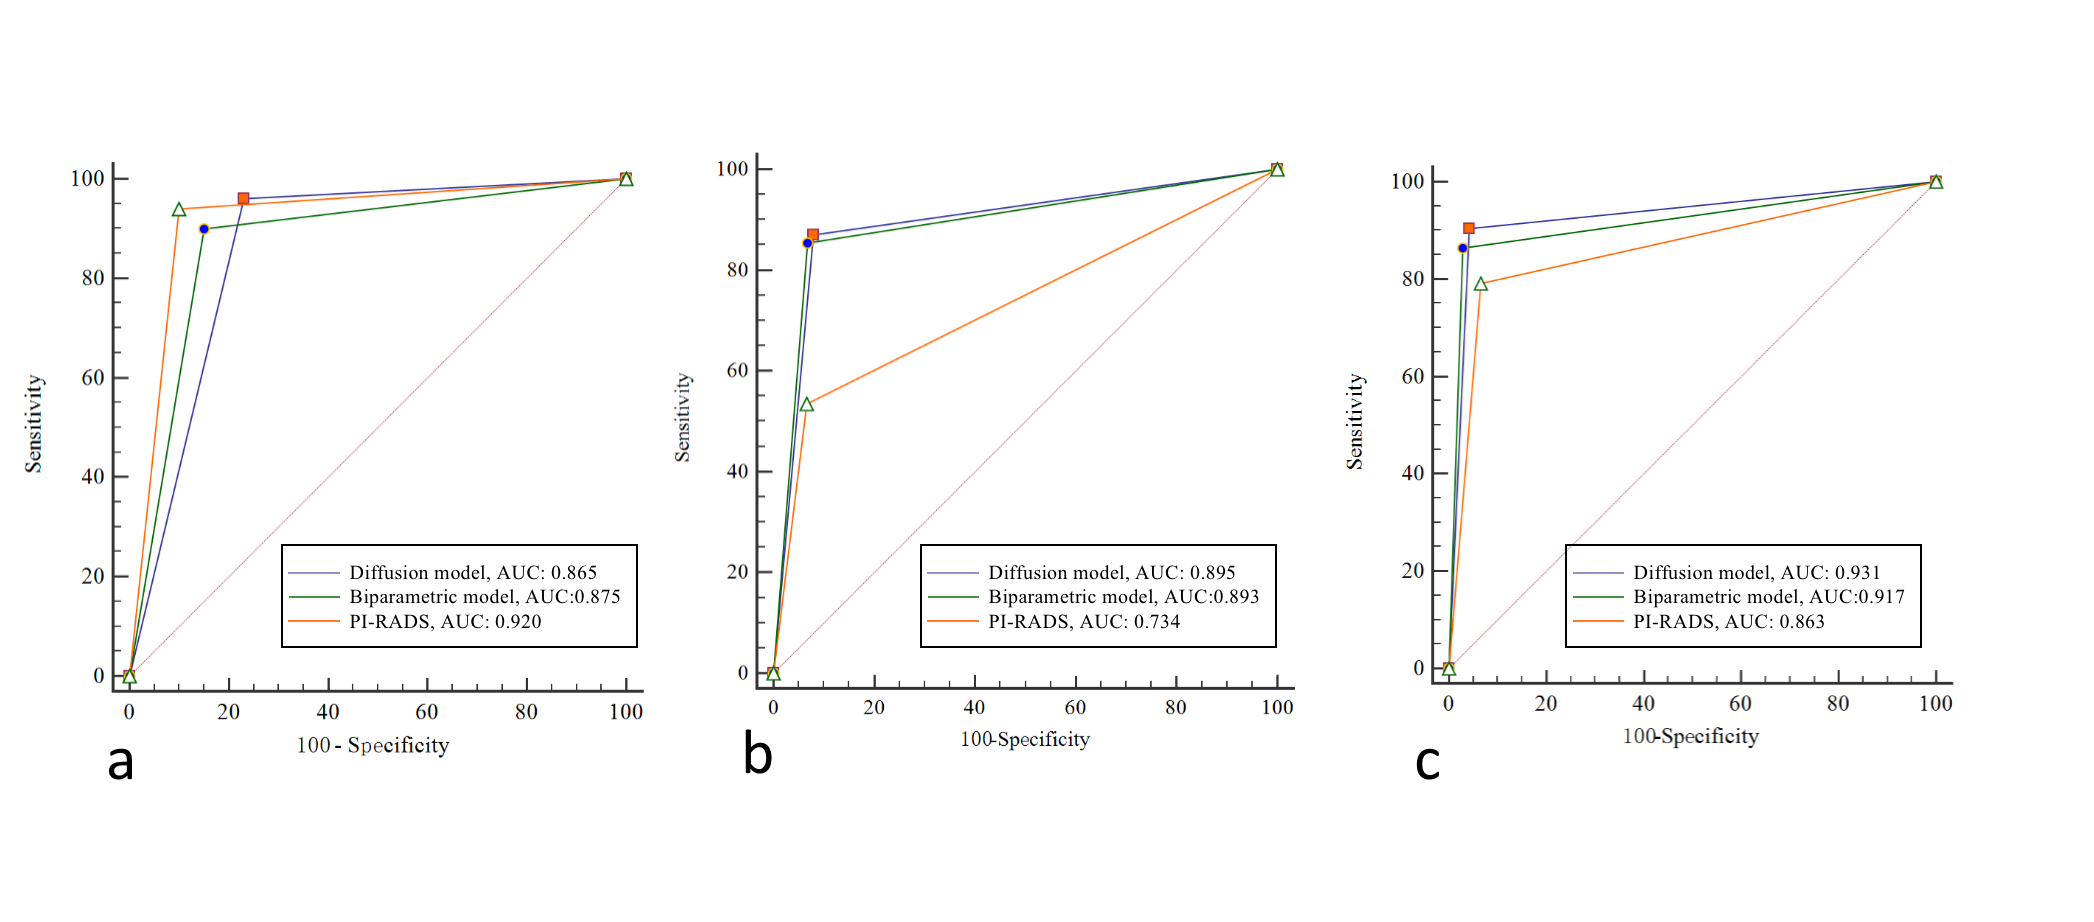 100
80
60
40
20
0
Sensitivity
Diffusion model, AUC: 0.865
Biparametric model, AUC:0.875
PI-RADS, AUC: 0.920
0 20 40 60 80 100
100 - Specificity
a
100
80
60
40
20
0
Sensitivity
Diffusion model, AUC: 0.895
Biparametric model, AUC:0.893
PI-RADS, AUC: 0.734
0 20 40 60 80 100
100-Specificity
b
100
80
60
40
20
0
Sensitivity
Diffusion model, AUC: 0.931
Biparametric model, AUC:0.917
PI-RADS, AUC: 0.863
0 20 40 60 80 100
100-Specificity
c